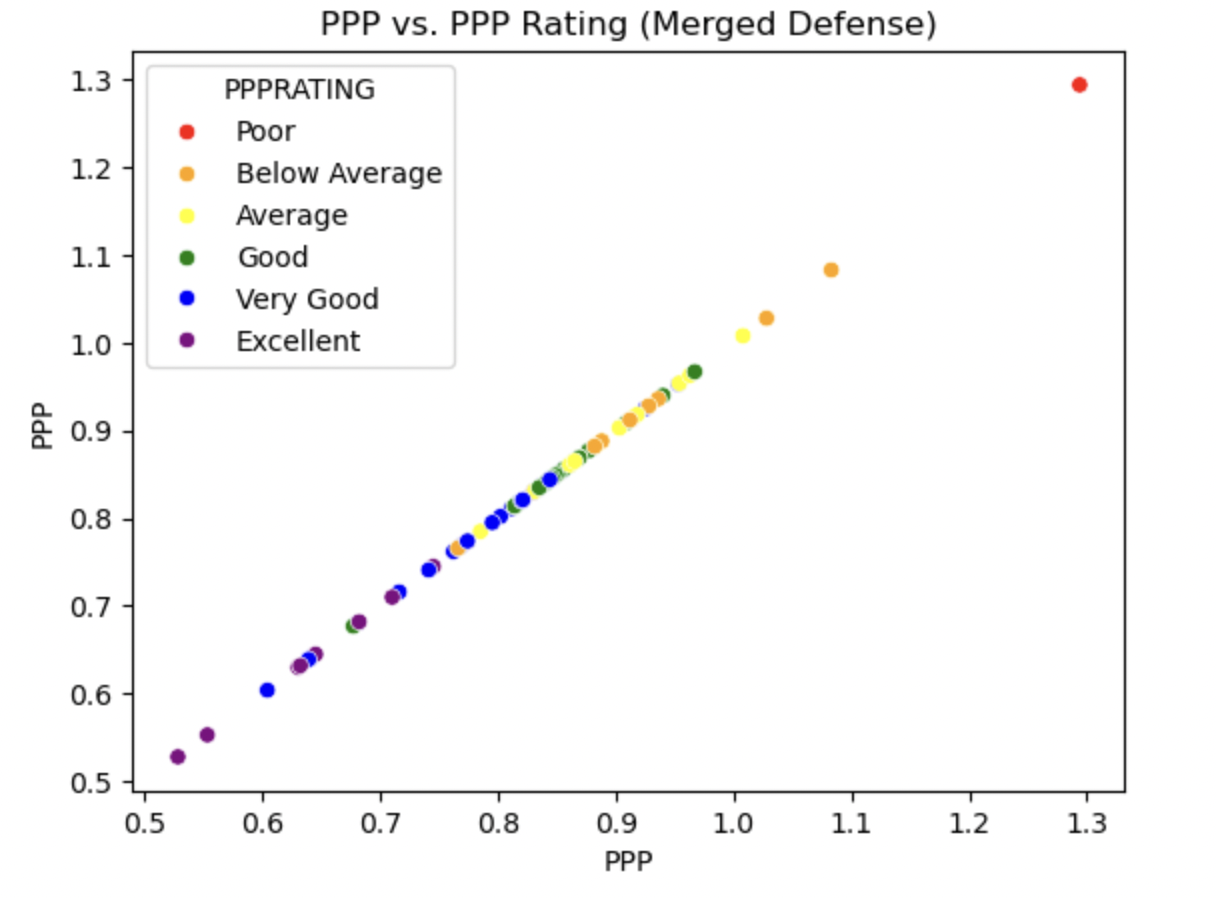 PPP vs. PPP Rating (Merged Defense)
PPPRATING
Poor
Below Average
Average
Good
Very Good
Excellent
1.3
1.2
1.1
1.0
0.9
0.8
0.7
0.6
0.5
PPP
0.5 0.6 0.7 0.8 0.9 1.0 1.1 1.2 1.3
PPP